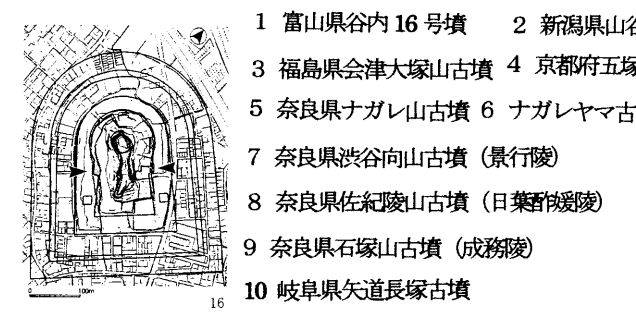 1 富山県谷内16号墳 2 新潟県山谷
3 福島県会津大塚山古墳 4 京都府五塚
5 奈良県ナガレ山古墳 6 ナガレヤマ古
7 奈良県渋谷向山古墳（景行陵）
8 奈良県佐紀陵山古墳（日葉酢媛陵）
9 奈良県石塚山古墳（成務陵）
10 岐阜県矢道長塚古墳
0 100m
16